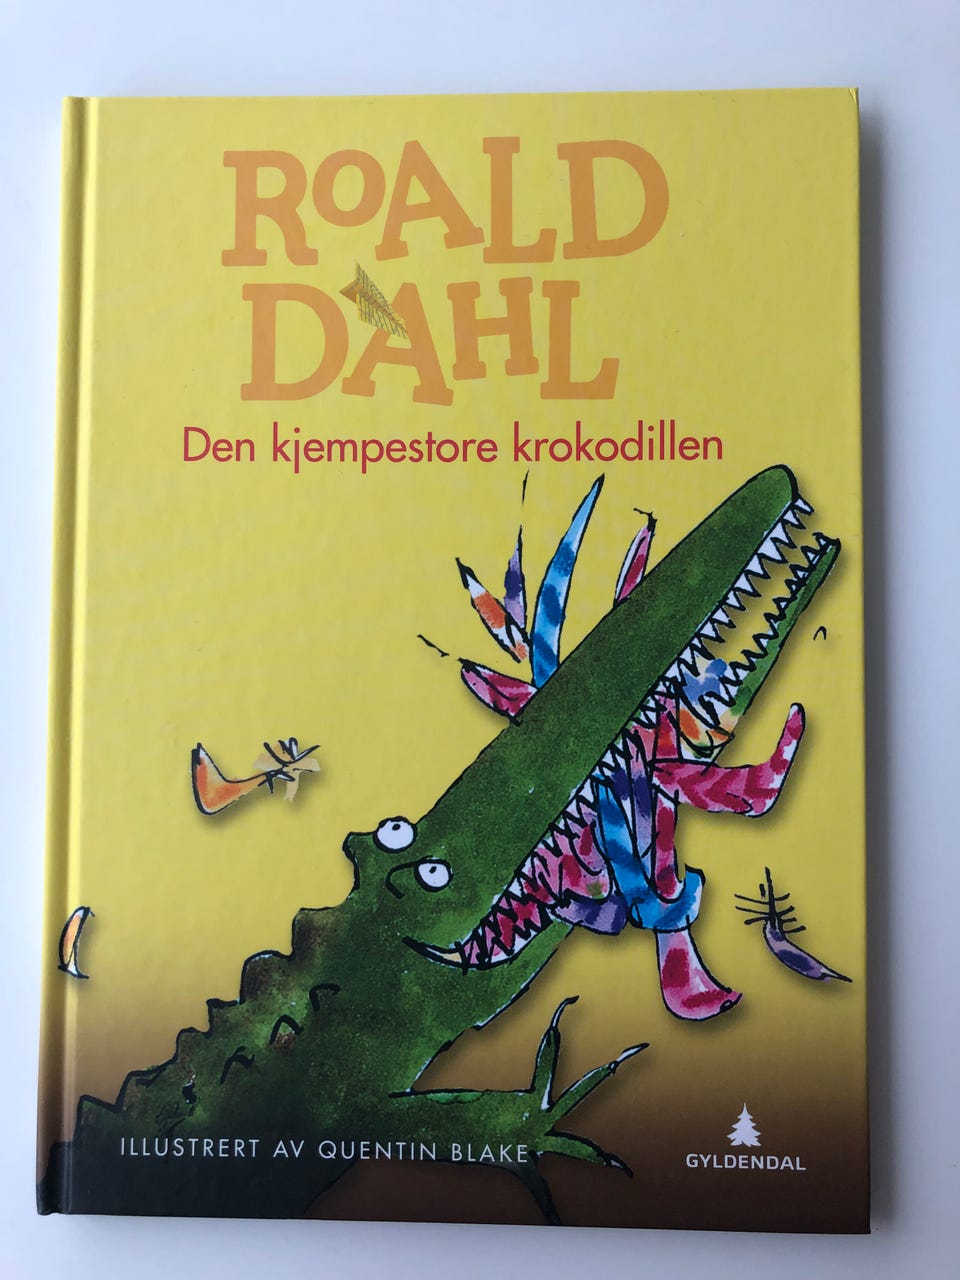 ROALD
DAHL
Den kjempestore krokodillen
ILLUSTRERT AV QUENTIN BLAKE
GYLDENDAL